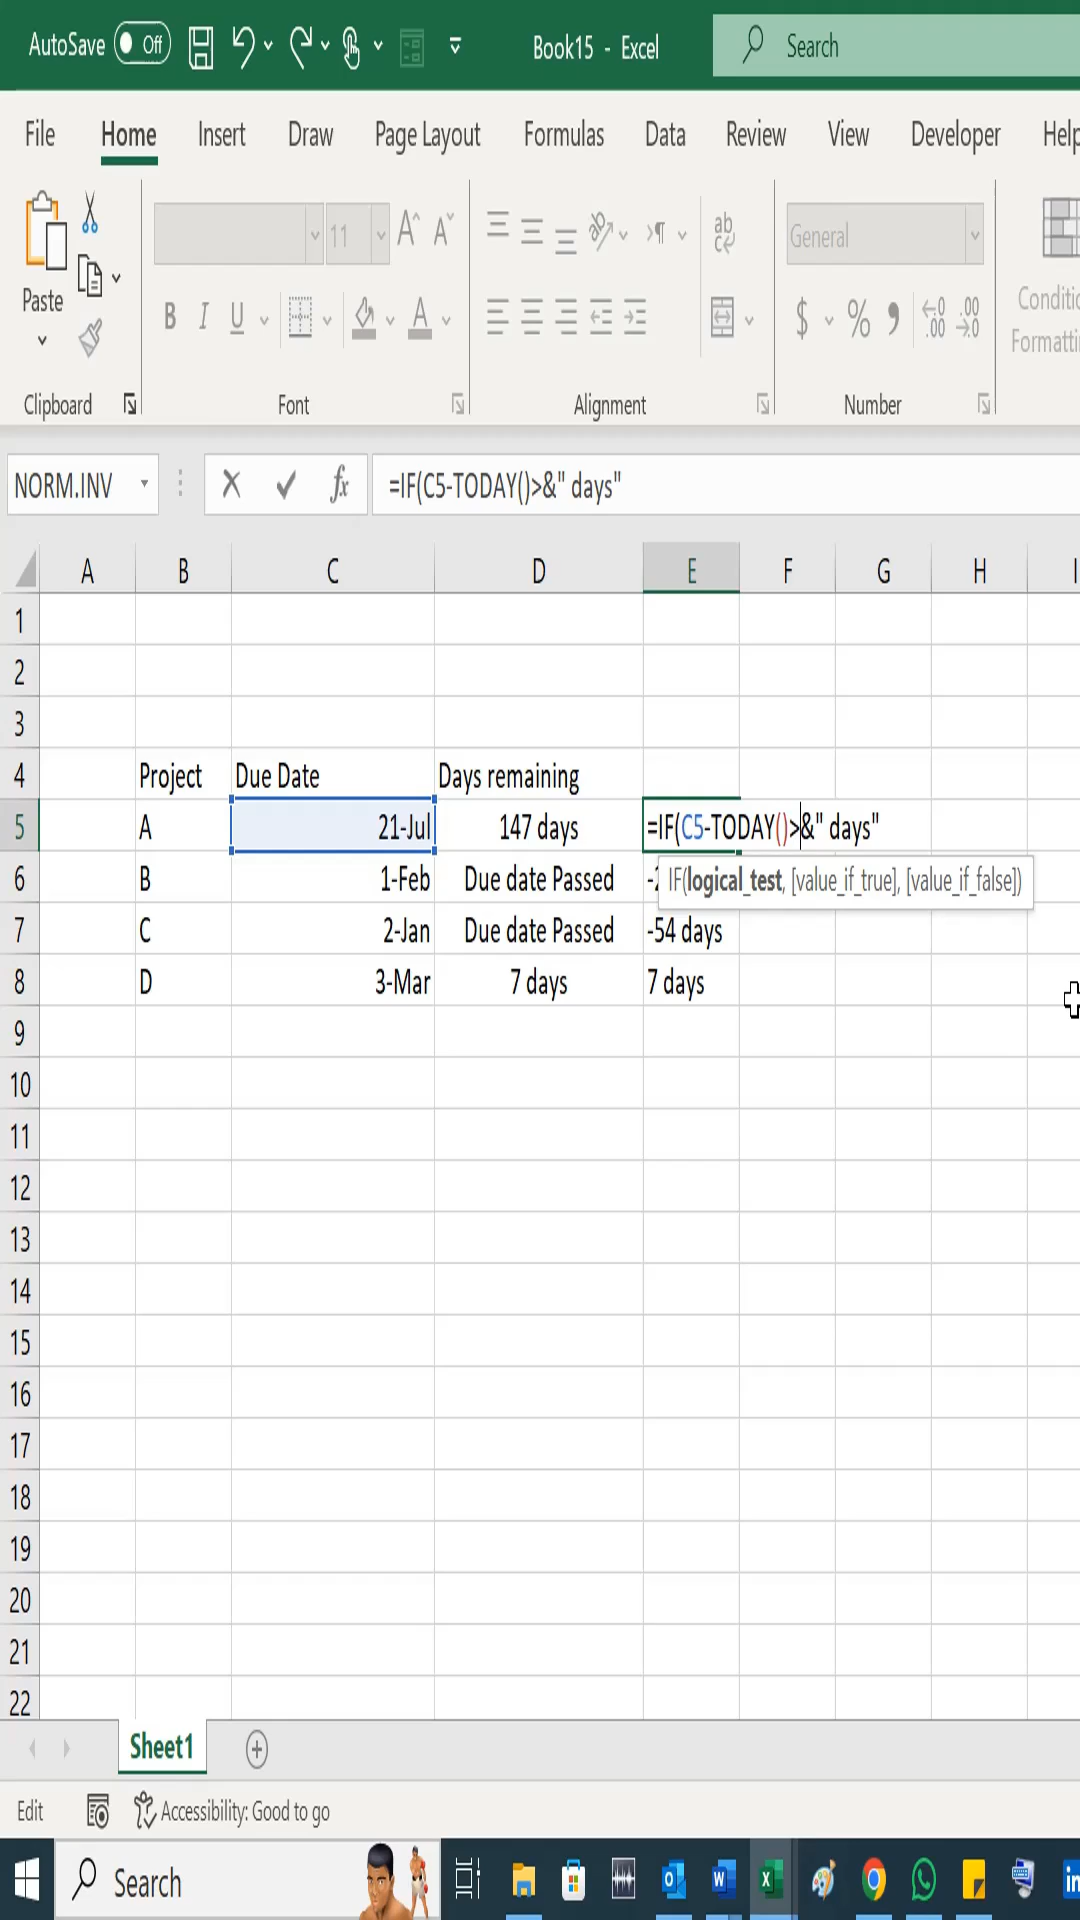 AutoSave Off Book15 - Excel Search
File Home Insert Draw Page Layout Formulas Data Review View Developer Help
11 General
Paste
B I U
$ % Conditi
Formatti
Clipboard Font Alignment Number
NORM.INV fx =IF(C5-TODAY()>&" days"
A B C D E F G H I
1
2
3
4 Project Due Date Days remaining
5 A 21-Jul 147 days =IF(C5-TODAY()>&" days"
IF(logical_test, [value_if_true], [value_if_false])
6 B 1-Feb Due date Passed
7 C 2-Jan Due date Passed -54 days
8 D 3-Mar 7 days 7 days
9
10
11
12
13
14
15
16
17
18
19
20
21
22
Sheet1
Edit Accessibility: Good to go
Search